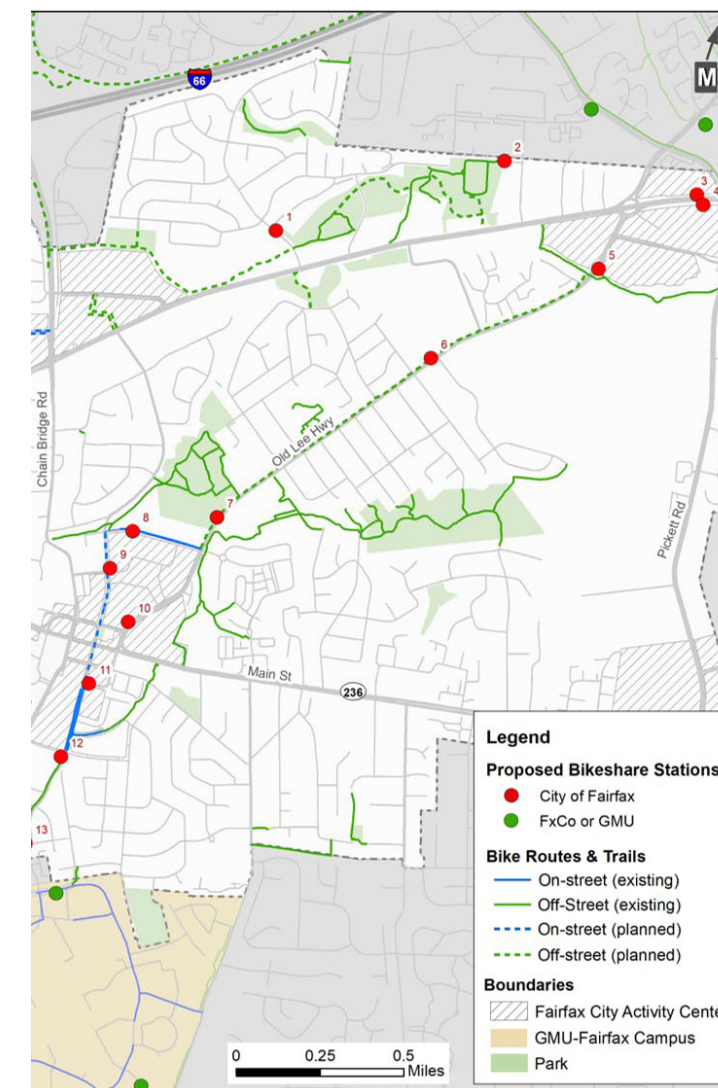 66
M
2
3
4
1
5
6
Chain Bridge Rd
Old Lee Hwy
7
8
Pickett Rd
9
10
Main St
11
236
12
13
Legend
Proposed Bikeshare Stations
City of Fairfax
FxCo or GMU
Bike Routes & Trails
On-street (existing)
Off-Street (existing)
On-street (planned)
Off-street (planned)
Boundaries
Fairfax City Activity Cente
GMU-Fairfax Campus
Park
0 0.25 0.5
Miles